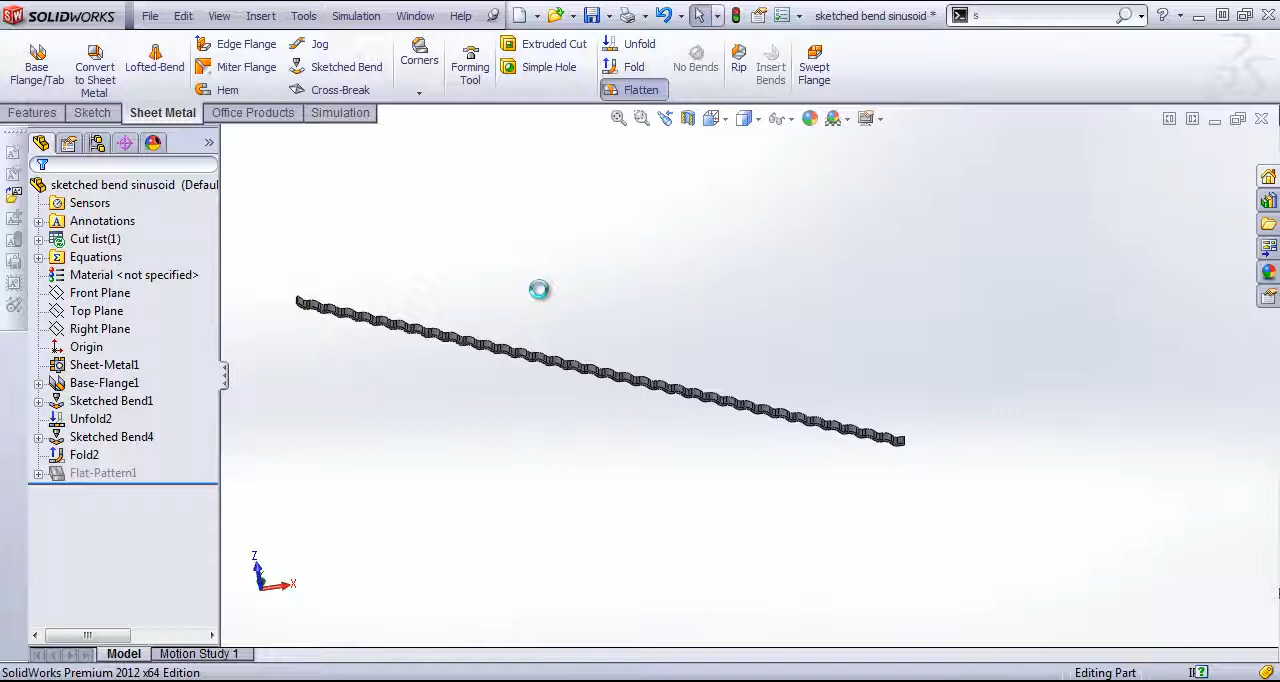 SOLIDWORKS File Edit View Insert Tools Simulation Window Help sketched bend sinusoid * s
Base Flange/Tab
Convert to Sheet Metal
Lofted-Bend
Edge Flange
Miter Flange
Hem
Jog
Sketched Bend
Cross-Break
Corners
Forming Tool
Extruded Cut
Simple Hole
Unfold
Fold
Flatten
No Bends
Rip
Insert Bends
Swept Flange
Features Sketch Sheet Metal Office Products Simulation
sketched bend sinusoid (Defaul
Sensors
Annotations
Cut list(1)
Equations
Material <not specified>
Front Plane
Top Plane
Right Plane
Origin
Sheet-Metal1
Base-Flange1
Sketched Bend1
Unfold2
Sketched Bend4
Fold2
Flat-Pattern1
Z
X
Model Motion Study 1
SolidWorks Premium 2012 x64 Edition Editing Part